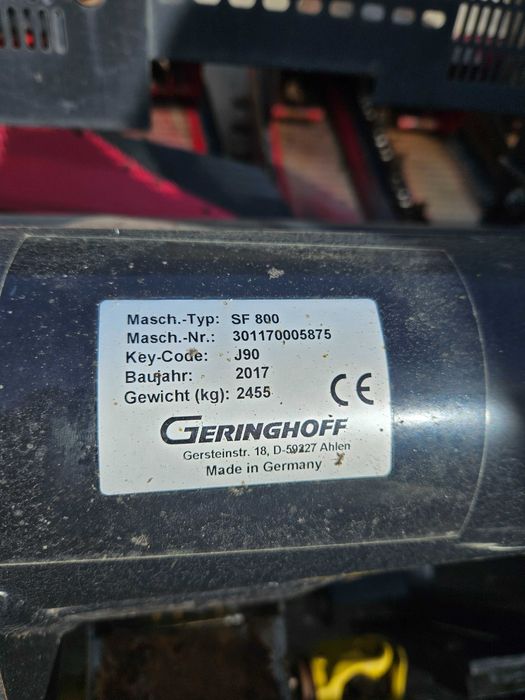 Masch.-Typ: SF 800
Masch.-Nr.: 301170005875
Key-Code: J90
Baujahr: 2017
Gewicht (kg): 2455
CE
GERINGHOFF
Gersteinstr. 18, D-59227 Ahlen
Made in Germany